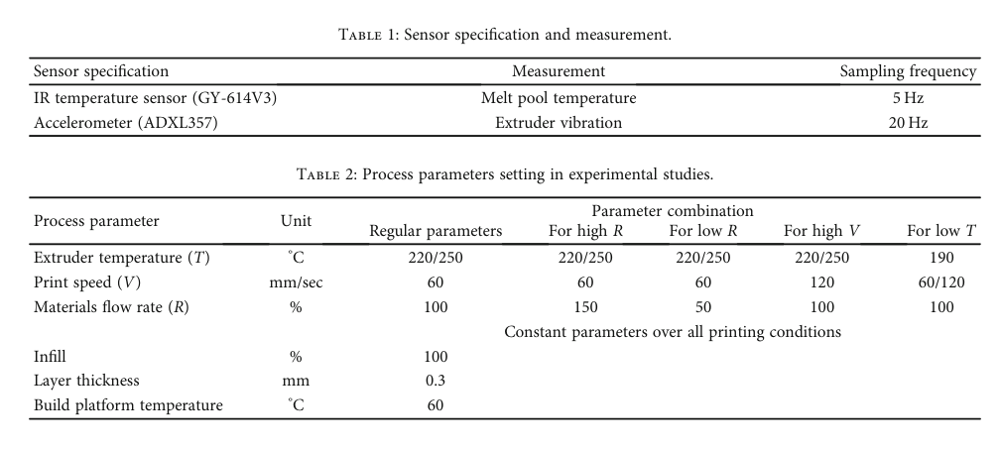 TABLE 1: Sensor specification and measurement.
Sensor specification Measurement Sampling frequency
IR temperature sensor (GY-614V3) Melt pool temperature 5 Hz
Accelerometer (ADXL357) Extruder vibration 20 Hz
TABLE 2: Process parameters setting in experimental studies.
Process parameter Unit Parameter combination
Regular parameters For high R For low R For high V For low T
Extruder temperature (T) °C 220/250 220/250 220/250 220/250 190
Print speed (V) mm/sec 60 60 60 120 60/120
Materials flow rate (R) % 100 150 50 100 100
Constant parameters over all printing conditions
Infill % 100
Layer thickness mm 0.3
Build platform temperature °C 60